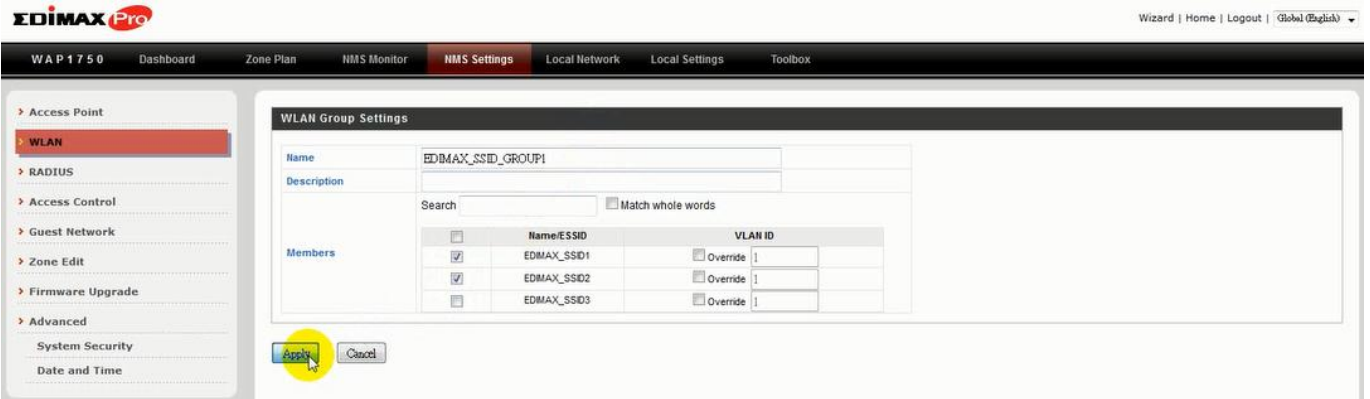 EDIMAX Pro
Wizard | Home | Logout | Global (English)
WAP1750 Dashboard Zone Plan NMS Monitor NMS Settings Local Network Local Settings Toolbox
Access Point
WLAN
RADIUS
Access Control
Guest Network
Zone Edit
Firmware Upgrade
Advanced
System Security
Date and Time
WLAN Group Settings
Name EDIMAX_SSID_GROUP1
Description
Search Match whole words
Members
Name/ESSID VLAN ID
EDIMAX_SSID1 Override 1
EDIMAX_SSID2 Override 1
EDIMAX_SSID3 Override 1
Apply Cancel